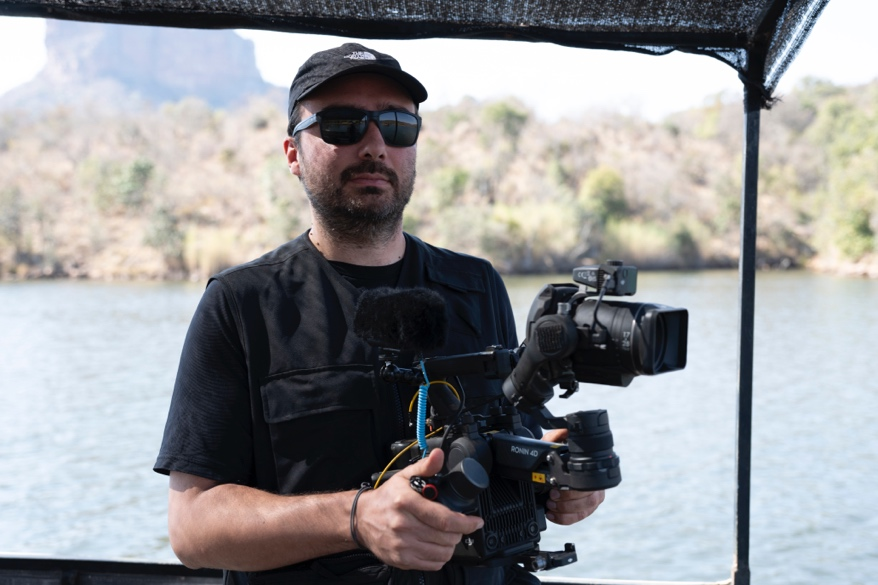 THE
NORTH
FACE
RONIN 4D